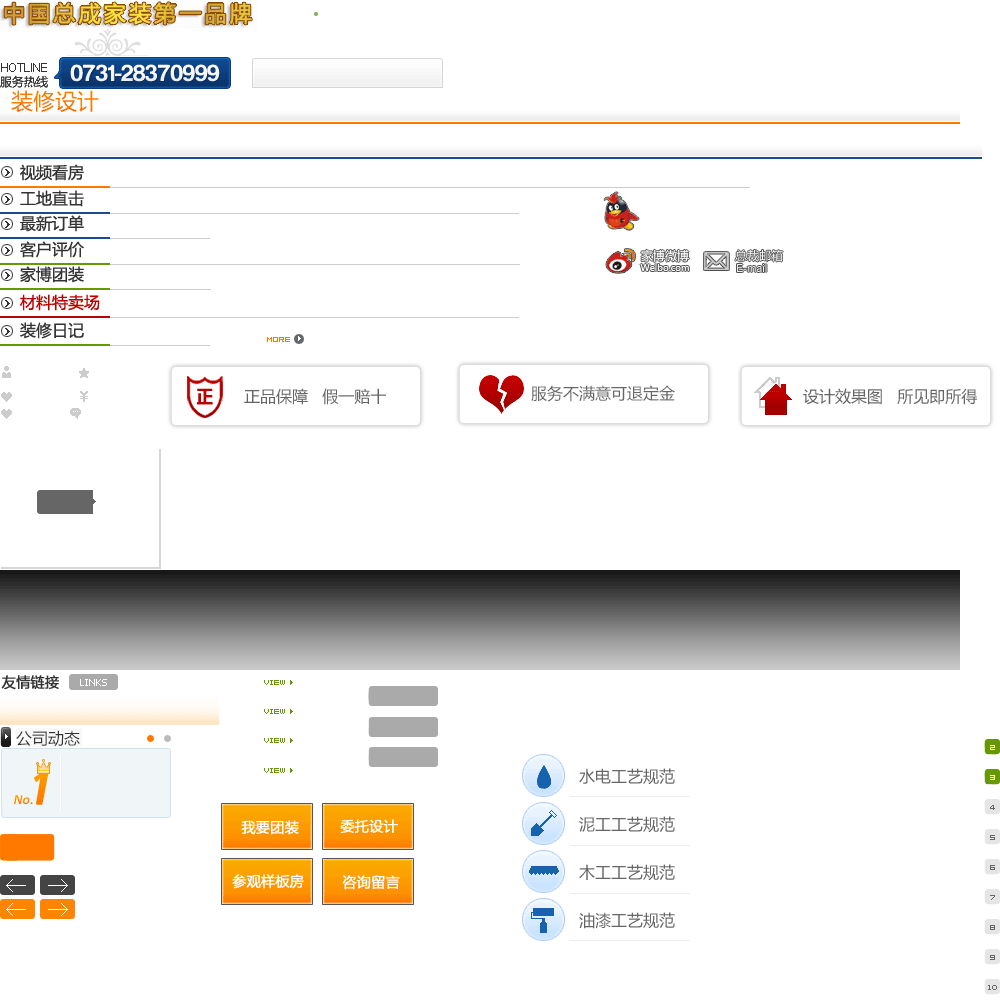 中国总成家装第一品牌
HOTLINE
服务热线
0731-28370999
装修设计
视频看房
工地直击
最新订单
客户评价
家博微博
Weibo.com
总裁邮箱
E-mail
家博团装
材料特卖场
装修日记
MORE
正
正品保障 假一赔十
服务不满意可退定金
设计效果图 所见即所得
友情链接
LINKS
VIEW
VIEW
VIEW
VIEW
公司动态
No.1
我要团装
委托设计
参观样板房
咨询留言
水电工艺规范
泥工工艺规范
木工工艺规范
油漆工艺规范
2
3
4
5
6
7
8
9
10